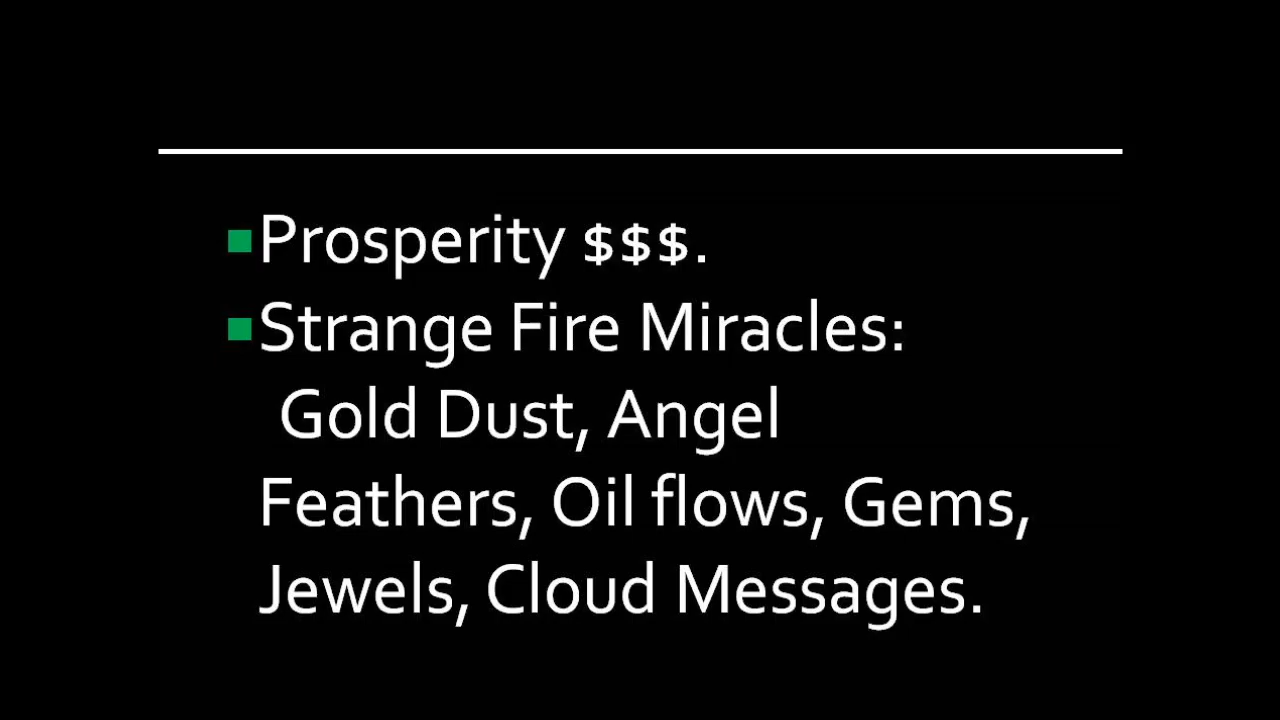 Prosperity $$$.
Strange Fire Miracles:
Gold Dust, Angel
Feathers, Oil flows, Gems,
Jewels, Cloud Messages.